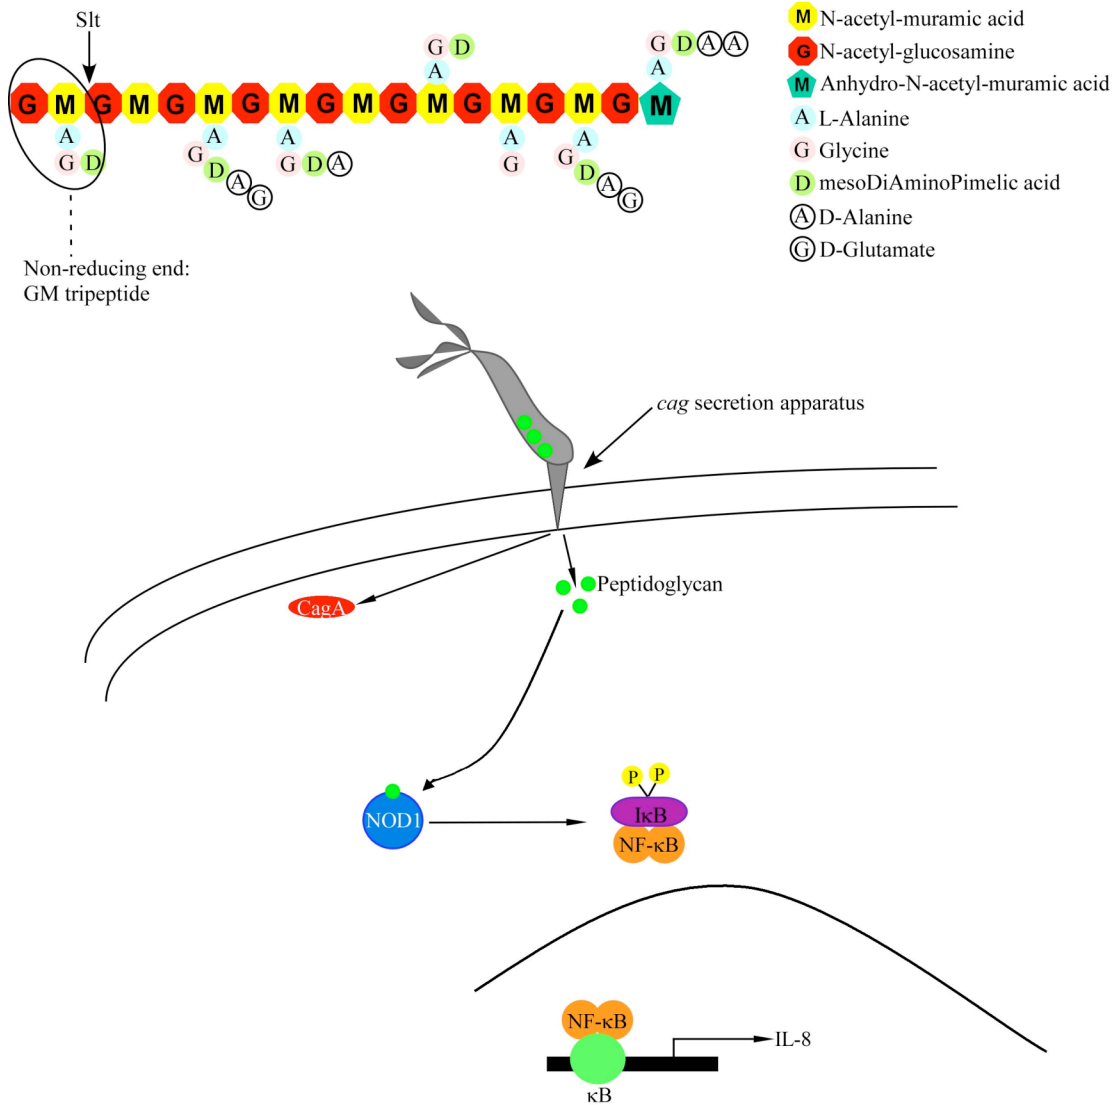 Slt
G D
A
G D A A
A
G M G M G M G M G M G M G M G M G M
A
G D
A
G
D
A
G
A
G D A
A
G
A
G
D
A
G
Non-reducing end:
GM tripeptide
M N-acetyl-muramic acid
G N-acetyl-glucosamine
M Anhydro-N-acetyl-muramic acid
A L-Alanine
G Glycine
D mesoDiAminoPimelic acid
A D-Alanine
G D-Glutamate
cag secretion apparatus
Peptidoglycan
CagA
NOD1
P P
IκB
NF-κB
NF-κB
IL-8
κB